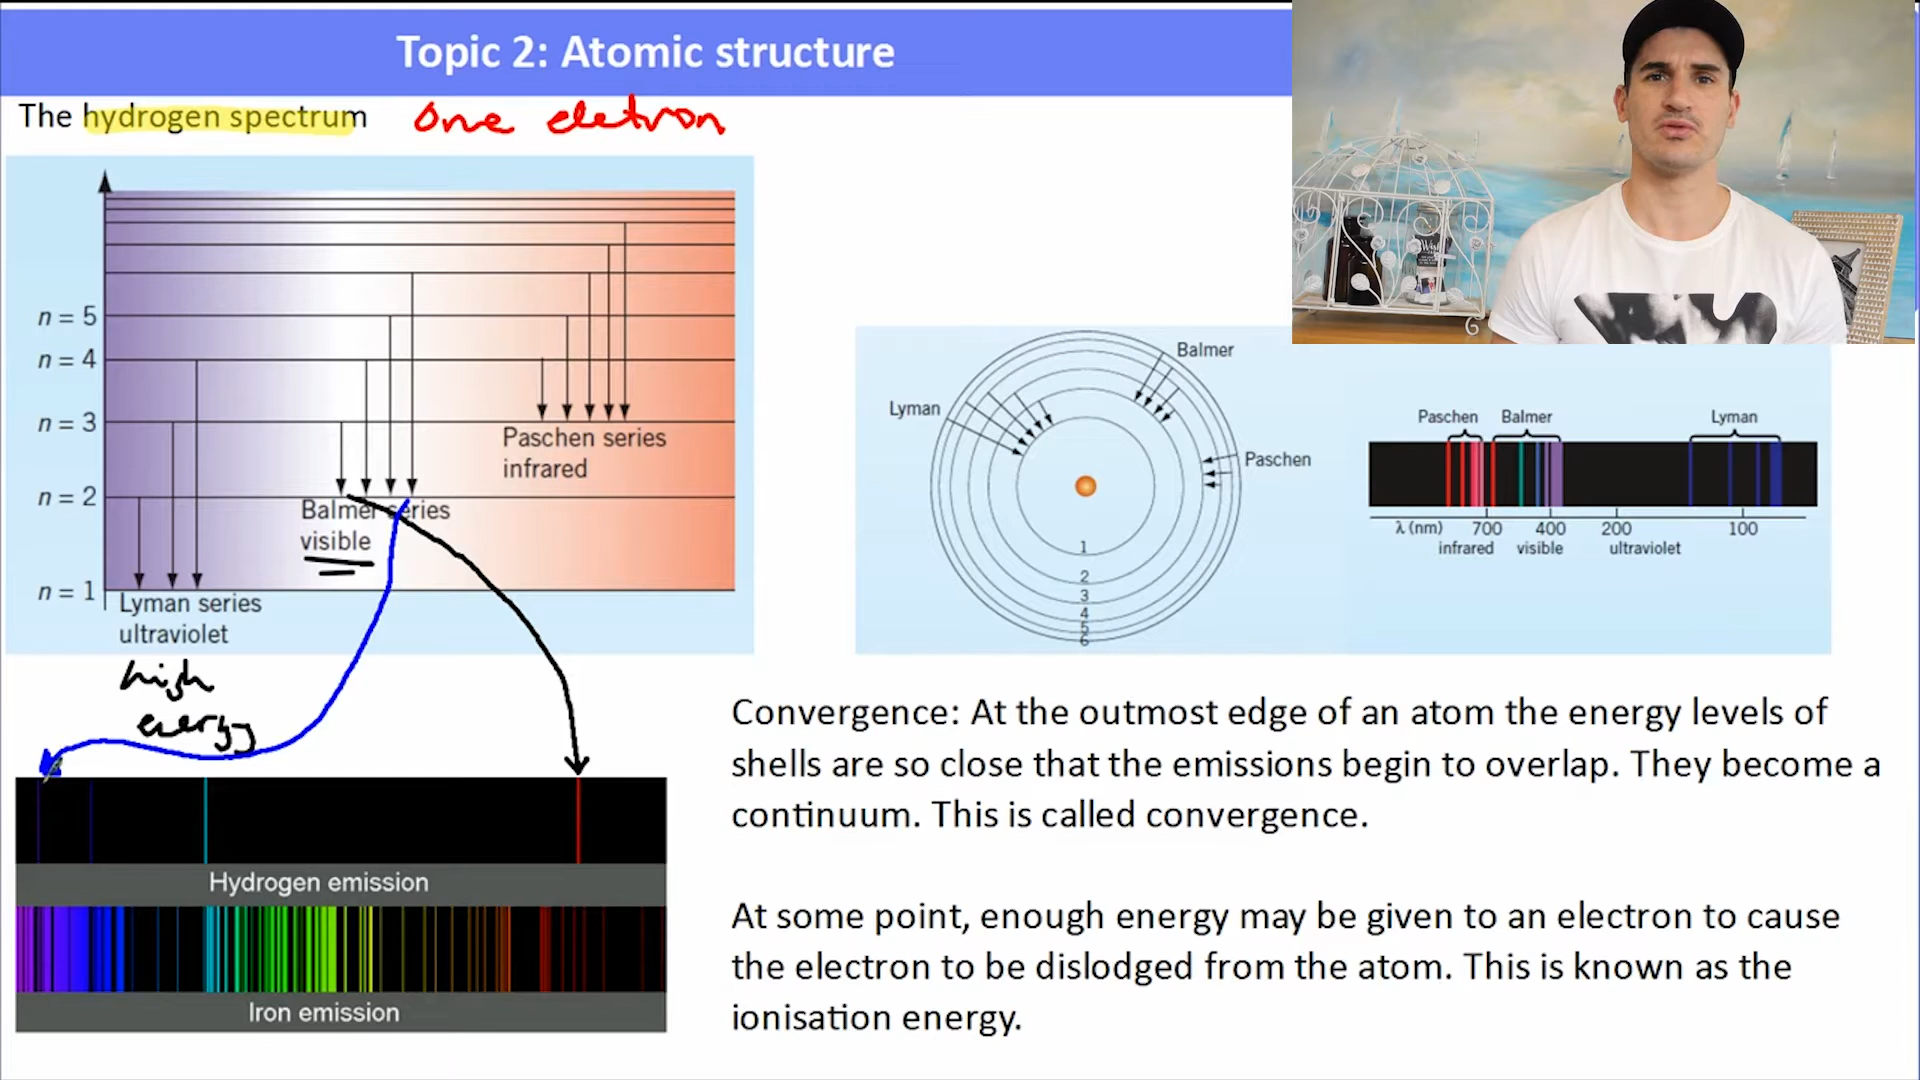 Topic 2: Atomic structure
The hydrogen spectrum
one eletron
n = 5
n = 4
n = 3
n = 2
n = 1
Paschen series
infrared
Balmer series
visible
Lyman series
ultraviolet
high
energy
Hydrogen emission
Iron emission
Balmer
Lyman
Paschen
1
2
3
4
5
6
Paschen Balmer Lyman
λ (nm) 700 400 200 100
infrared visible ultraviolet
Convergence: At the outmost edge of an atom the energy levels of
shells are so close that the emissions begin to overlap. They become a
continuum. This is called convergence.
At some point, enough energy may be given to an electron to cause
the electron to be dislodged from the atom. This is known as the
ionisation energy.